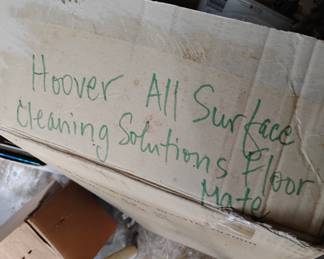 Hoover All Surface
Cleaning Solutions Floor
Mate